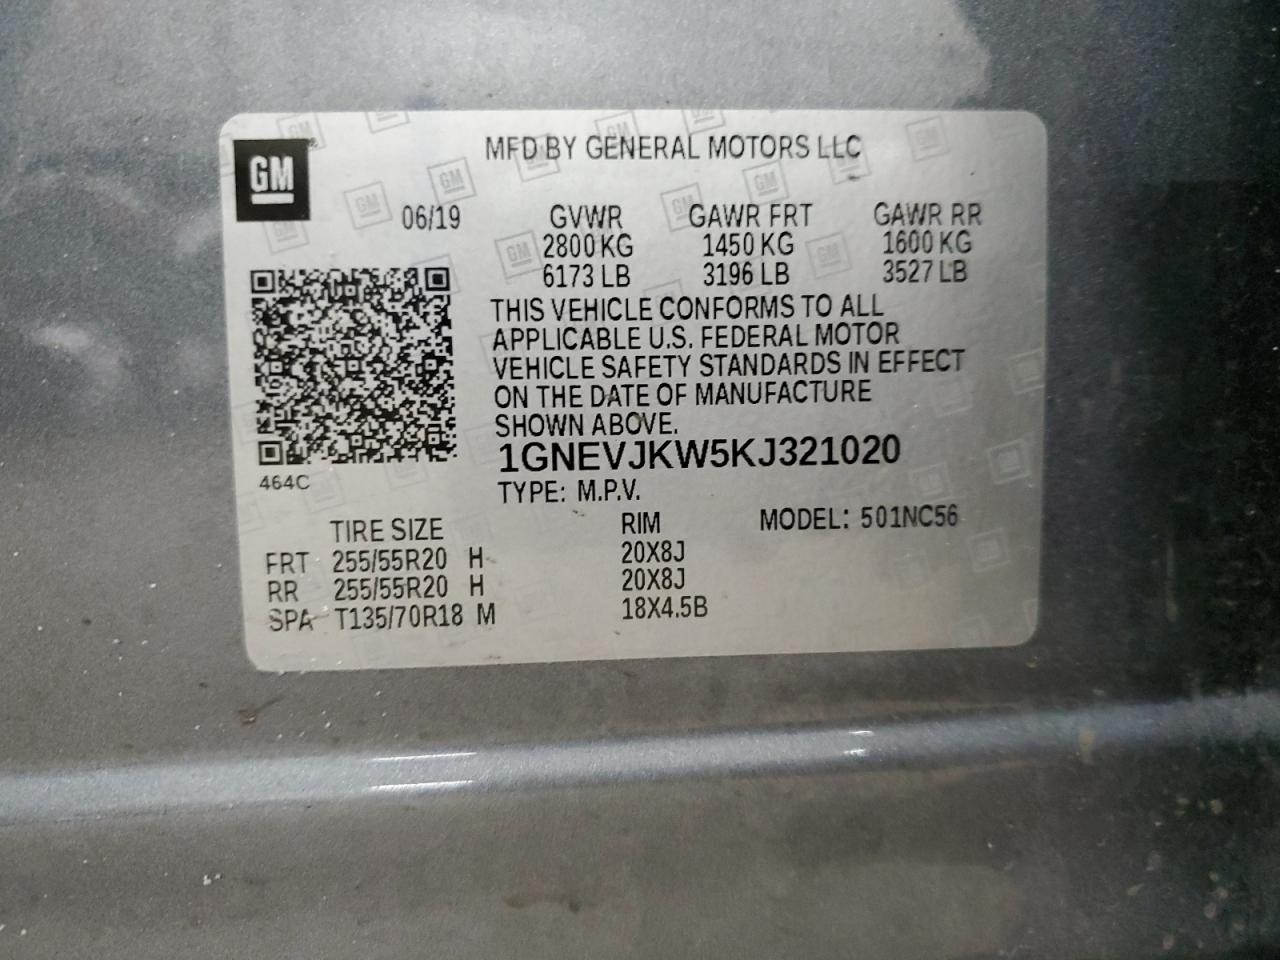 GM
MFD BY GENERAL MOTORS LLC
06/19 GVWR GAWR FRT GAWR RR
2800 KG 1450 KG 1600 KG
6173 LB 3196 LB 3527 LB
THIS VEHICLE CONFORMS TO ALL
APPLICABLE U.S. FEDERAL MOTOR
VEHICLE SAFETY STANDARDS IN EFFECT
ON THE DATE OF MANUFACTURE
SHOWN ABOVE.
1GNEVJKW5KJ321020
464C
TYPE: M.P.V.
TIRE SIZE RIM MODEL: 501NC56
FRT 255/55R20 H 20X8J
RR 255/55R20 H 20X8J
SPA T135/70R18 M 18X4.5B